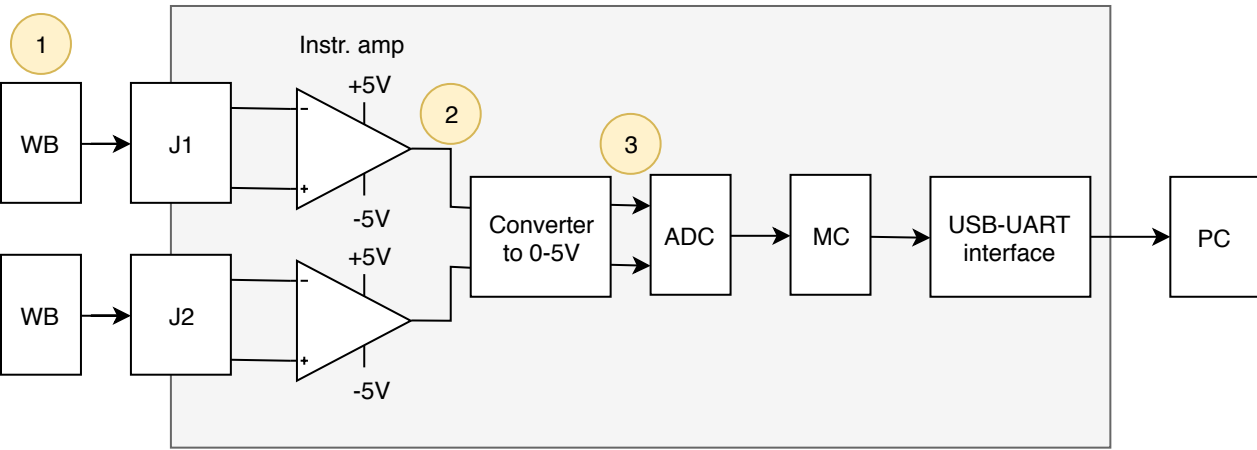 1
Instr. amp
+5V
2
WB
J1
−
+
-5V
3
Converter
to 0-5V
ADC
MC
USB-UART
interface
PC
+5V
WB
J2
−
+
-5V